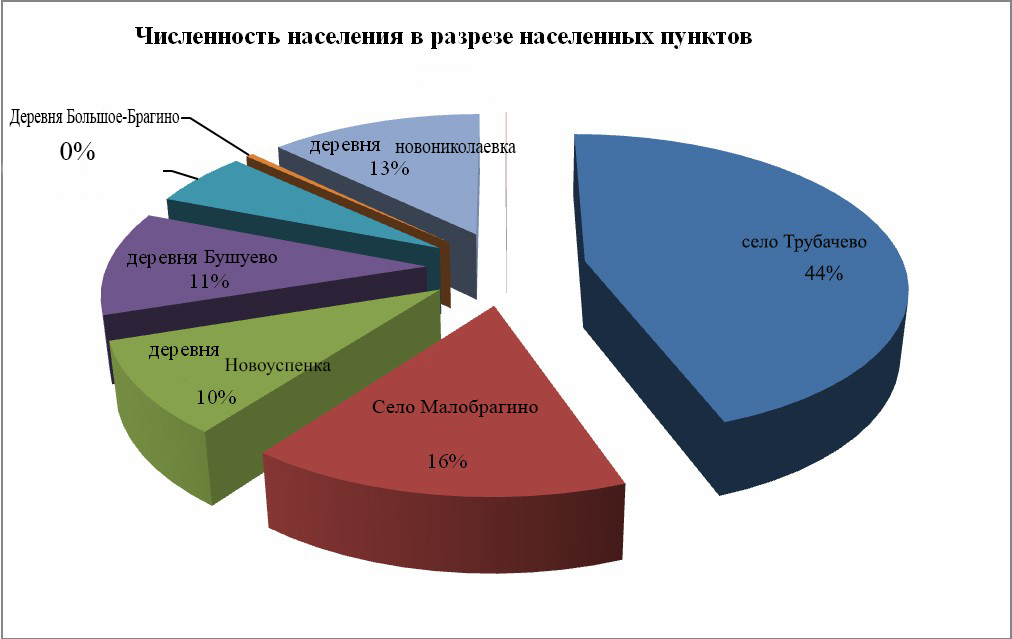 Численность населения в разрезе населенных пунктов
Деревня Большое-Брагино
0%
деревня новониколаевка
13%
село Трубачево
44%
деревня Бушуево
11%
деревня
Новоуспенка
10%
Село Малобрагино
16%